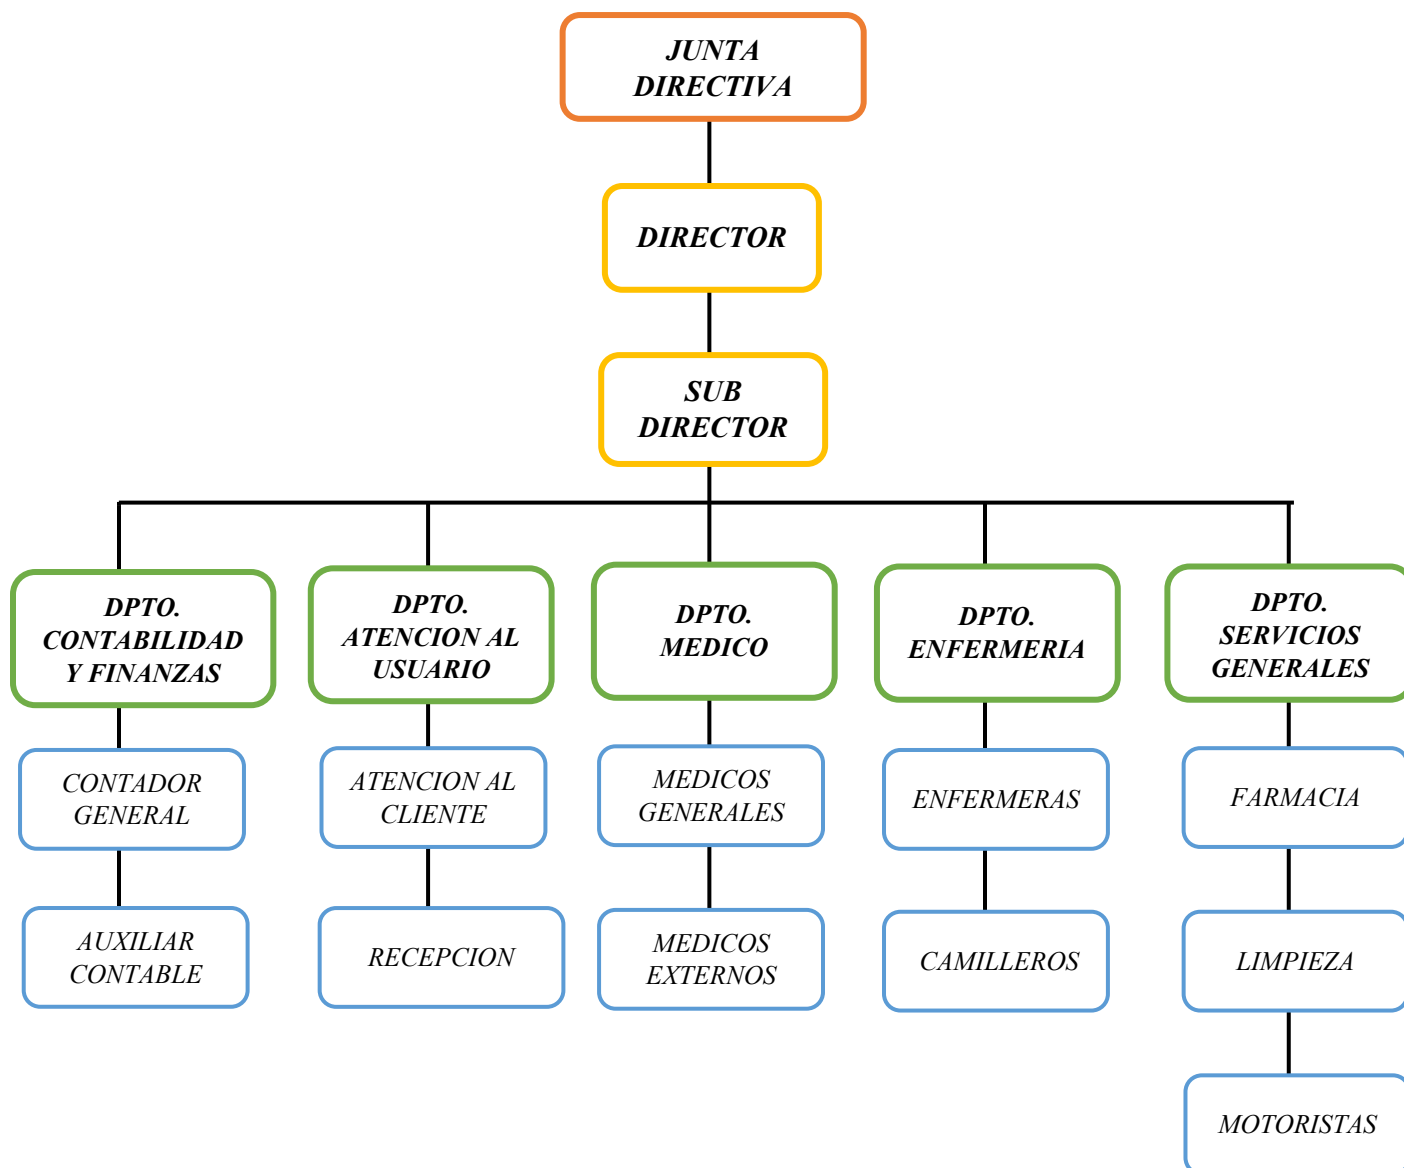 JUNTA
DIRECTIVA
DIRECTOR
SUB
DIRECTOR
DPTO.
CONTABILIDAD
Y FINANZAS
DPTO.
ATENCION AL
USUARIO
DPTO.
MEDICO
DPTO.
ENFERMERIA
DPTO.
SERVICIOS
GENERALES
CONTADOR
GENERAL
ATENCION AL
CLIENTE
MEDICOS
GENERALES
ENFERMERAS
FARMACIA
AUXILIAR
CONTABLE
RECEPCION
MEDICOS
EXTERNOS
CAMILLEROS
LIMPIEZA
MOTORISTAS